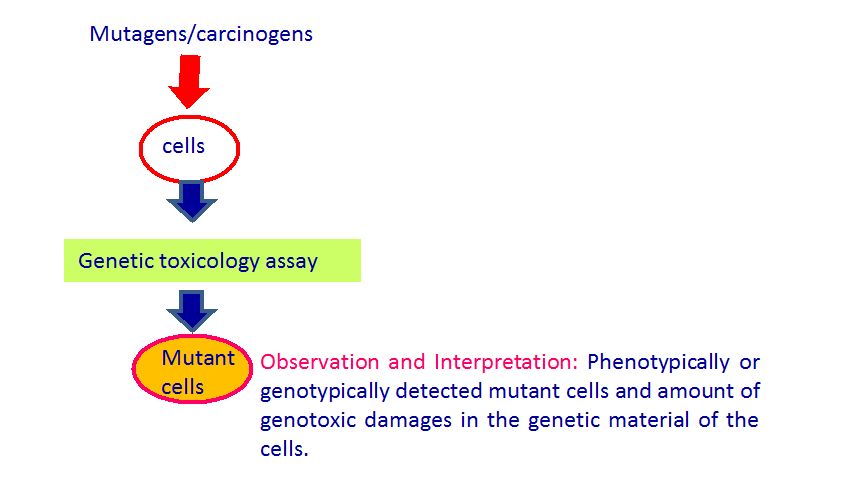 Mutagens/carcinogens
cells
Genetic toxicology assay
Mutant
cells
Observation and Interpretation: Phenotypically or
genotypically detected mutant cells and amount of
genotoxic damages in the genetic material of the
cells.